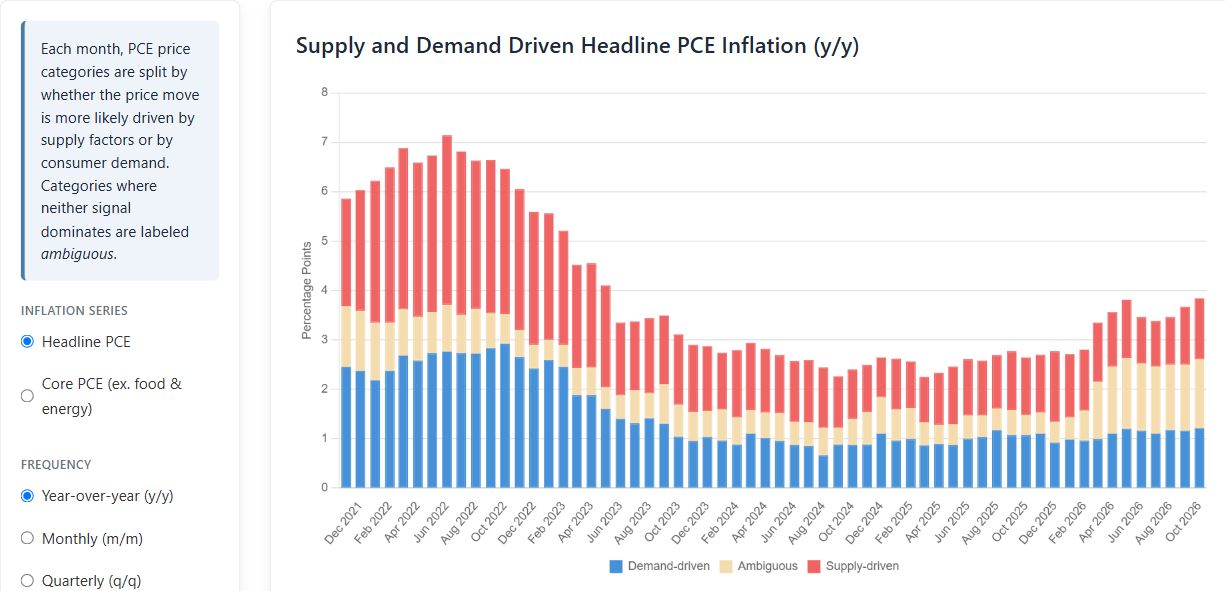 Each month, PCE price
categories are split by
whether the price move
is more likely driven by
supply factors or by
consumer demand.
Categories where
neither signal
dominates are labeled
ambiguous.
INFLATION SERIES
Headline PCE
Core PCE (ex. food &
energy)
FREQUENCY
Year-over-year (y/y)
Monthly (m/m)
Quarterly (q/q)
Supply and Demand Driven Headline PCE Inflation (y/y)
Percentage Points
8
7
6
5
4
3
2
1
0
Dec 2021
Feb 2022
Apr 2022
Jun 2022
Aug 2022
Oct 2022
Dec 2022
Feb 2023
Apr 2023
Jun 2023
Aug 2023
Oct 2023
Dec 2023
Feb 2024
Apr 2024
Jun 2024
Aug 2024
Oct 2024
Dec 2024
Feb 2025
Apr 2025
Jun 2025
Aug 2025
Oct 2025
Dec 2025
Feb 2026
Apr 2026
Jun 2026
Aug 2026
Oct 2026
Demand-driven
Ambiguous
Supply-driven